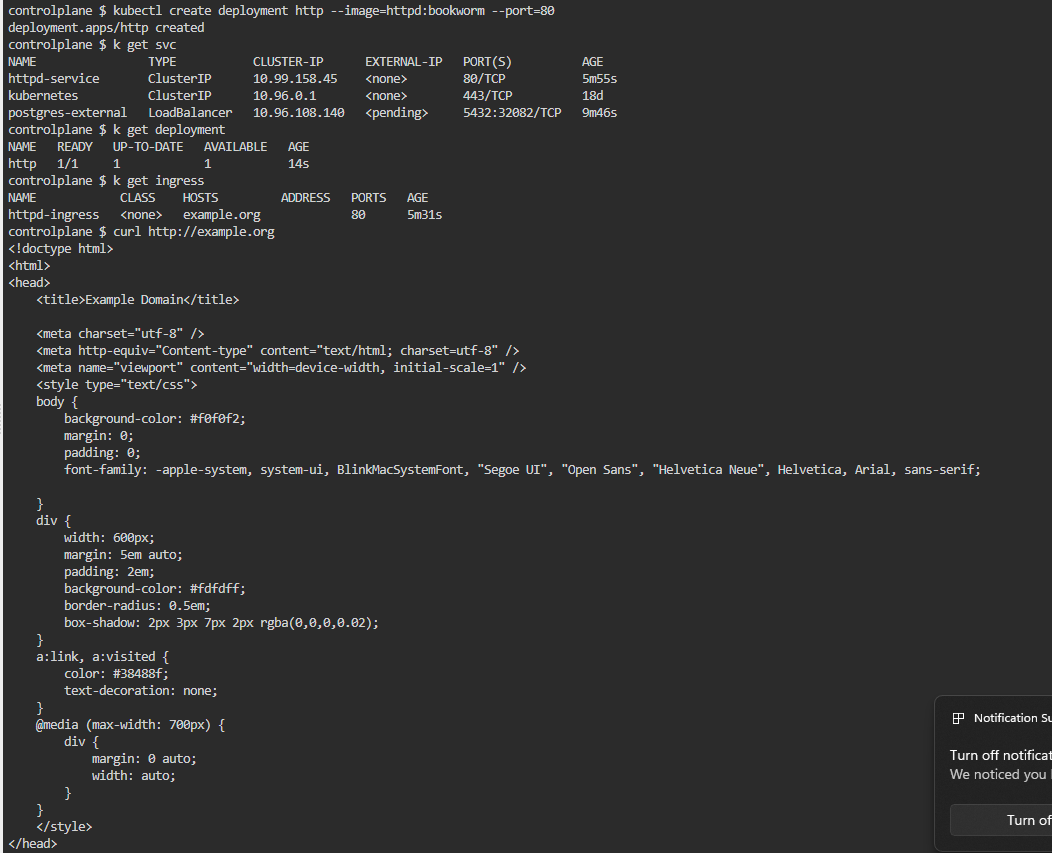 controlplane $ kubectl create deployment http --image=httpd:bookworm --port=80
deployment.apps/http created
controlplane $ k get svc
NAME                TYPE           CLUSTER-IP      EXTERNAL-IP   PORT(S)          AGE
httpd-service       ClusterIP      10.99.158.45    <none>        80/TCP           5m55s
kubernetes          ClusterIP      10.96.0.1       <none>        443/TCP          18d
postgres-external   LoadBalancer   10.96.108.140   <pending>     5432:32082/TCP   9m46s
controlplane $ k get deployment
NAME   READY   UP-TO-DATE   AVAILABLE   AGE
http   1/1     1            1           14s
controlplane $ k get ingress
NAME            CLASS    HOSTS         ADDRESS   PORTS   AGE
httpd-ingress   <none>   example.org             80      5m31s
controlplane $ curl http://example.org
<!doctype html>
<html>
<head>
    <title>Example Domain</title>

    <meta charset="utf-8" />
    <meta http-equiv="Content-type" content="text/html; charset=utf-8" />
    <meta name="viewport" content="width=device-width, initial-scale=1" />
    <style type="text/css">
    body {
        background-color: #f0f0f2;
        margin: 0;
        padding: 0;
        font-family: -apple-system, system-ui, BlinkMacSystemFont, "Segoe UI", "Open Sans", "Helvetica Neue", Helvetica, Arial, sans-serif;

    }
    div {
        width: 600px;
        margin: 5em auto;
        padding: 2em;
        background-color: #fdfdff;
        border-radius: 0.5em;
        box-shadow: 2px 3px 7px 2px rgba(0,0,0,0.02);
    }
    a:link, a:visited {
        color: #38488f;
        text-decoration: none;
    }
    @media (max-width: 700px) {
        div {
            margin: 0 auto;
            width: auto;
        }
    }
    </style>
</head>
Notification Su
Turn off notificat
We noticed you
Turn of